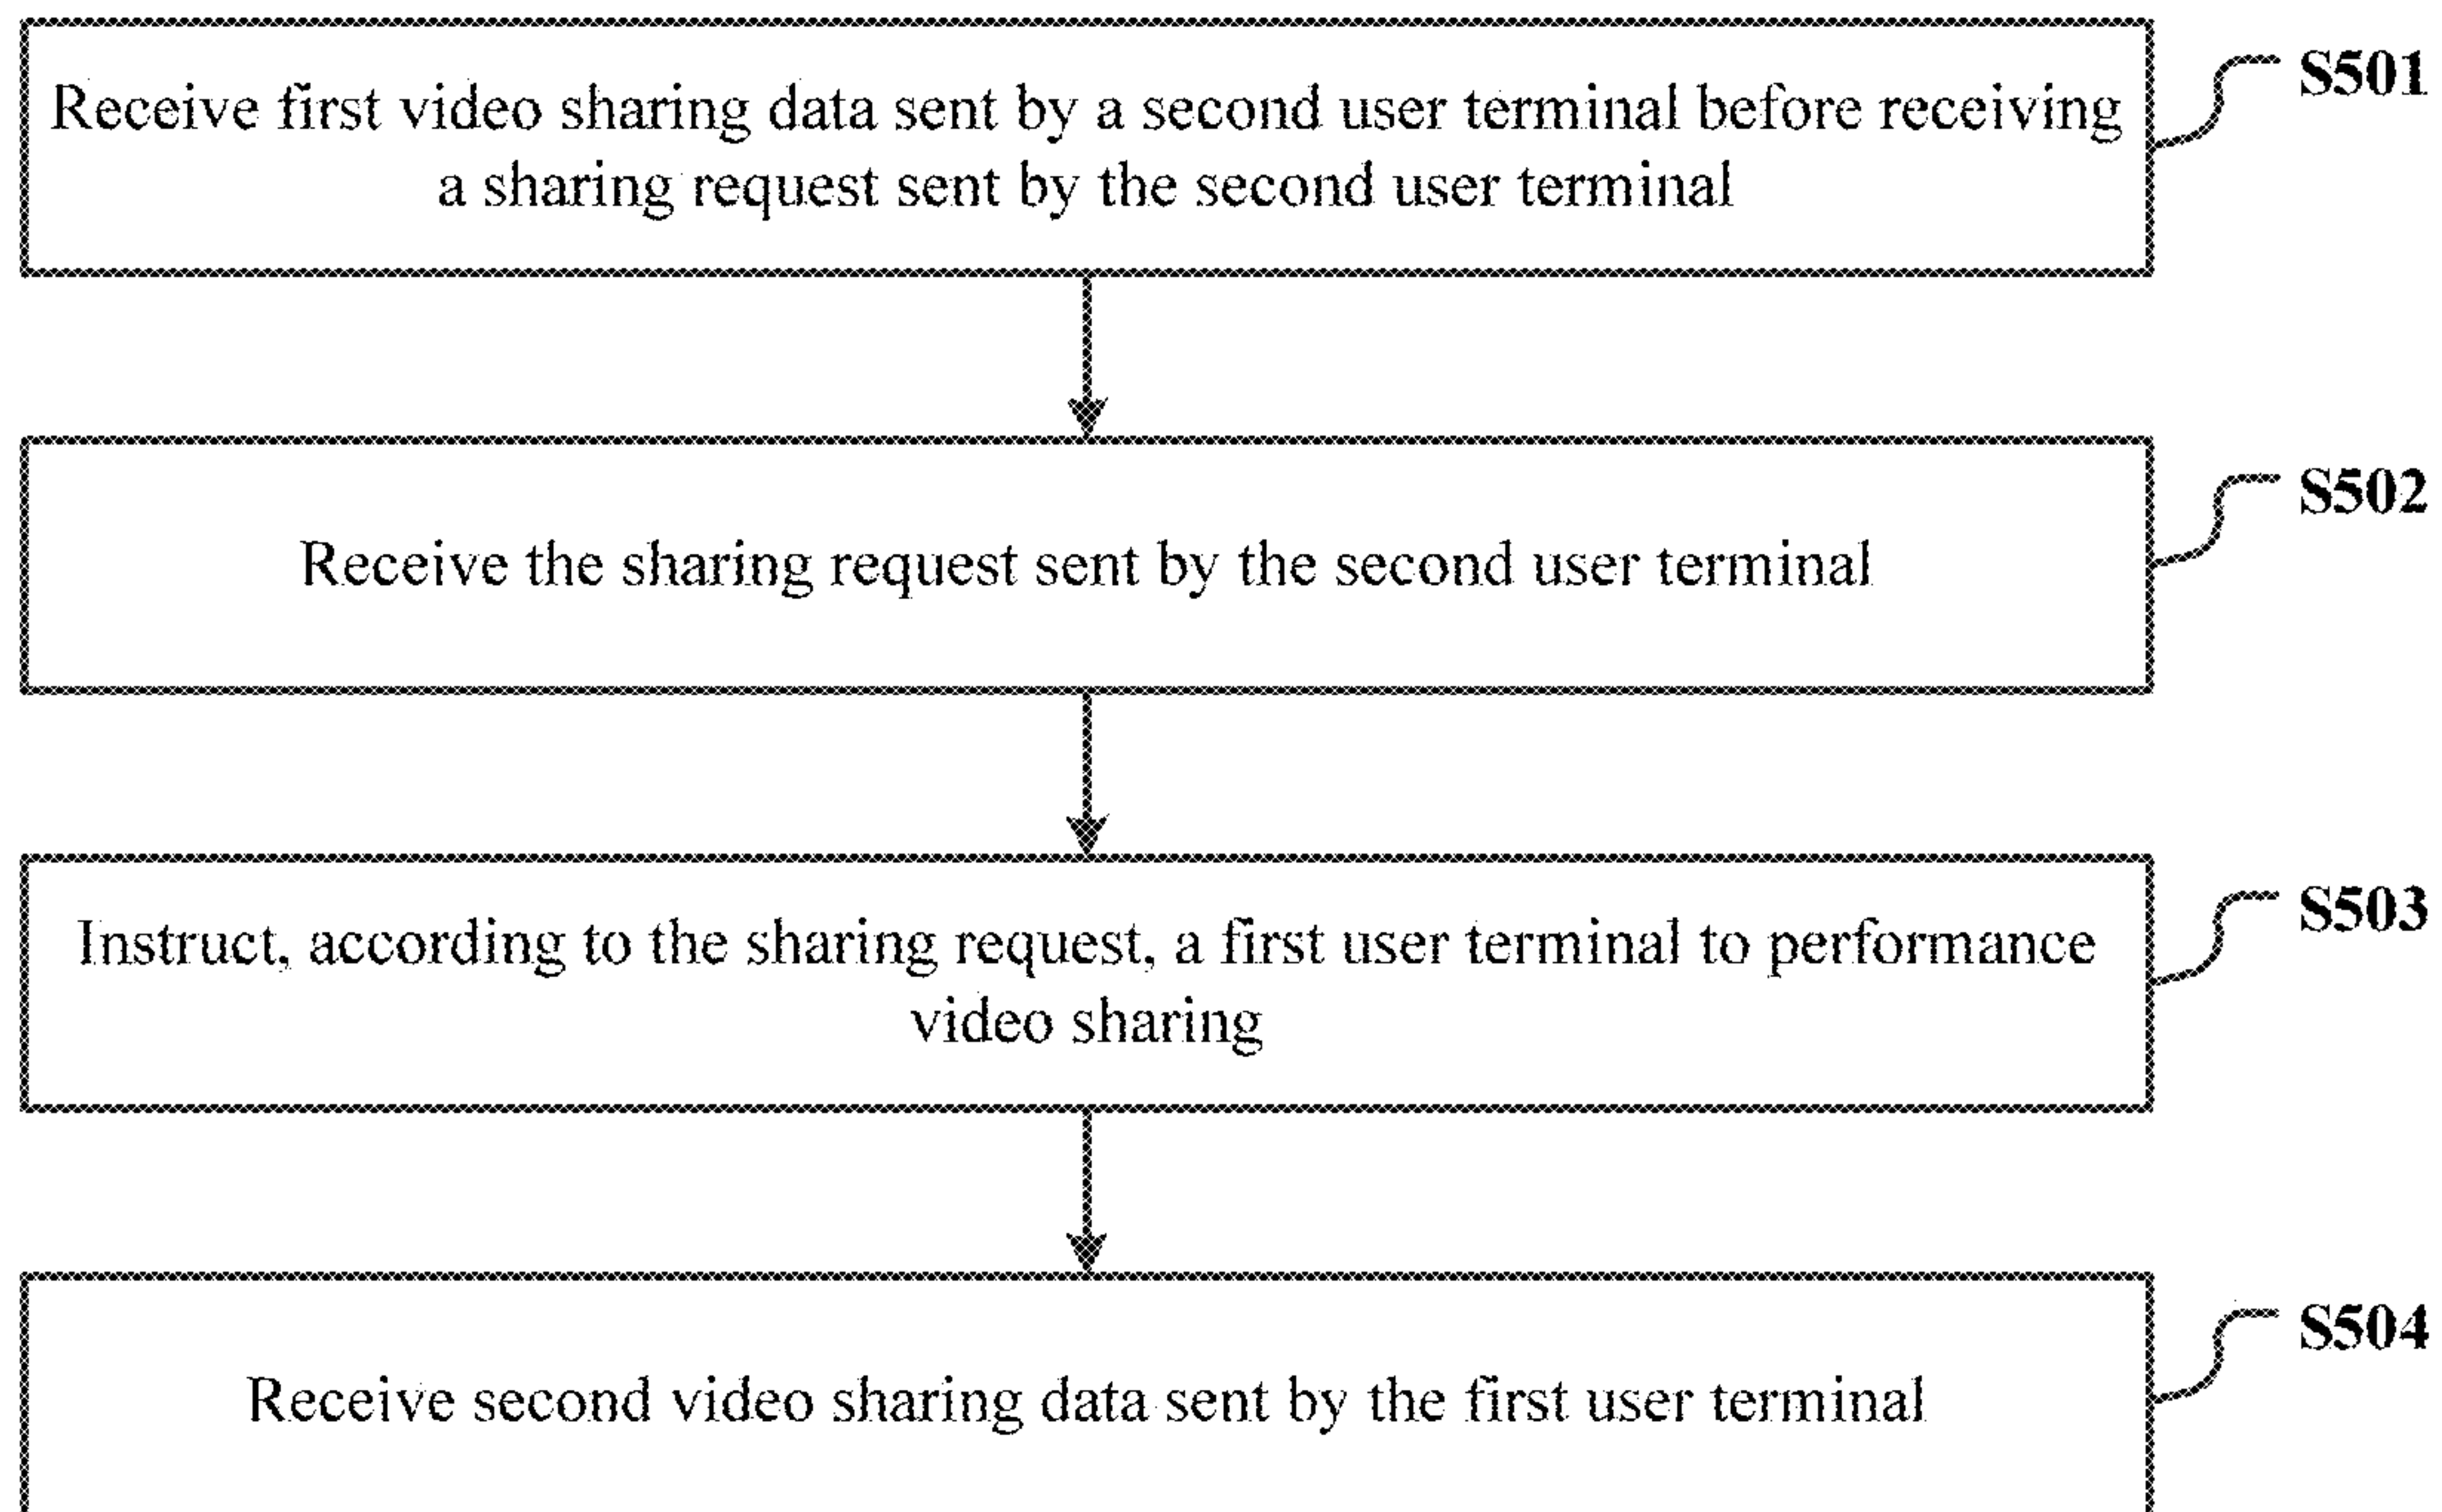 Receive first video sharing data sent by a second user terminal before receiving
a sharing request sent by the second user terminal
S501
Receive the sharing request sent by the second user terminal
S502
Instruct, according to the sharing request, a first user terminal to performance
video sharing
S503
Receive second video sharing data sent by the first user terminal
S504